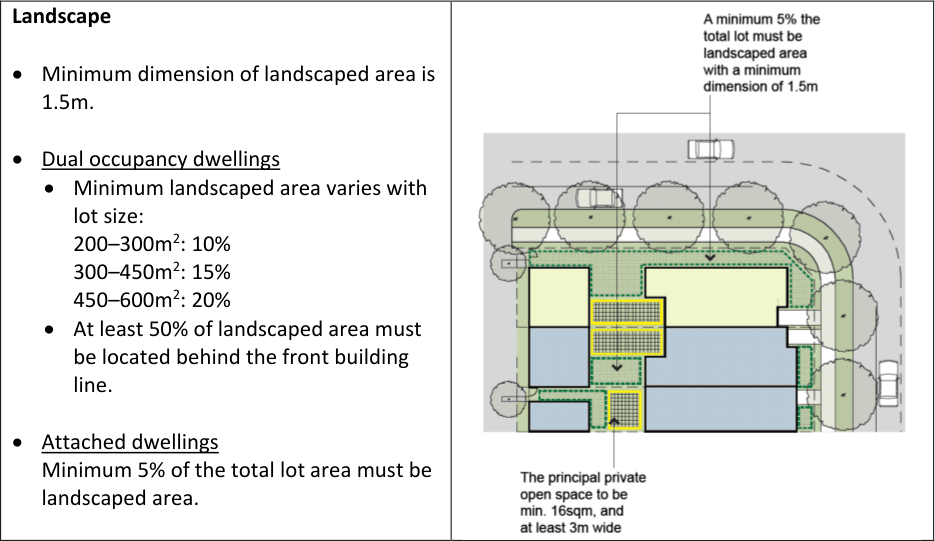 Landscape
• Minimum dimension of landscaped area is
1.5m.
• Dual occupancy dwellings
• Minimum landscaped area varies with
lot size:
200–300m²: 10%
300–450m²: 15%
450–600m²: 20%
• At least 50% of landscaped area must
be located behind the front building
line.
• Attached dwellings
Minimum 5% of the total lot area must be
landscaped area.
A minimum 5% the
total lot must be
landscaped area
with a minimum
dimension of 1.5m
The principal private
open space to be
min. 16sqm, and
at least 3m wide